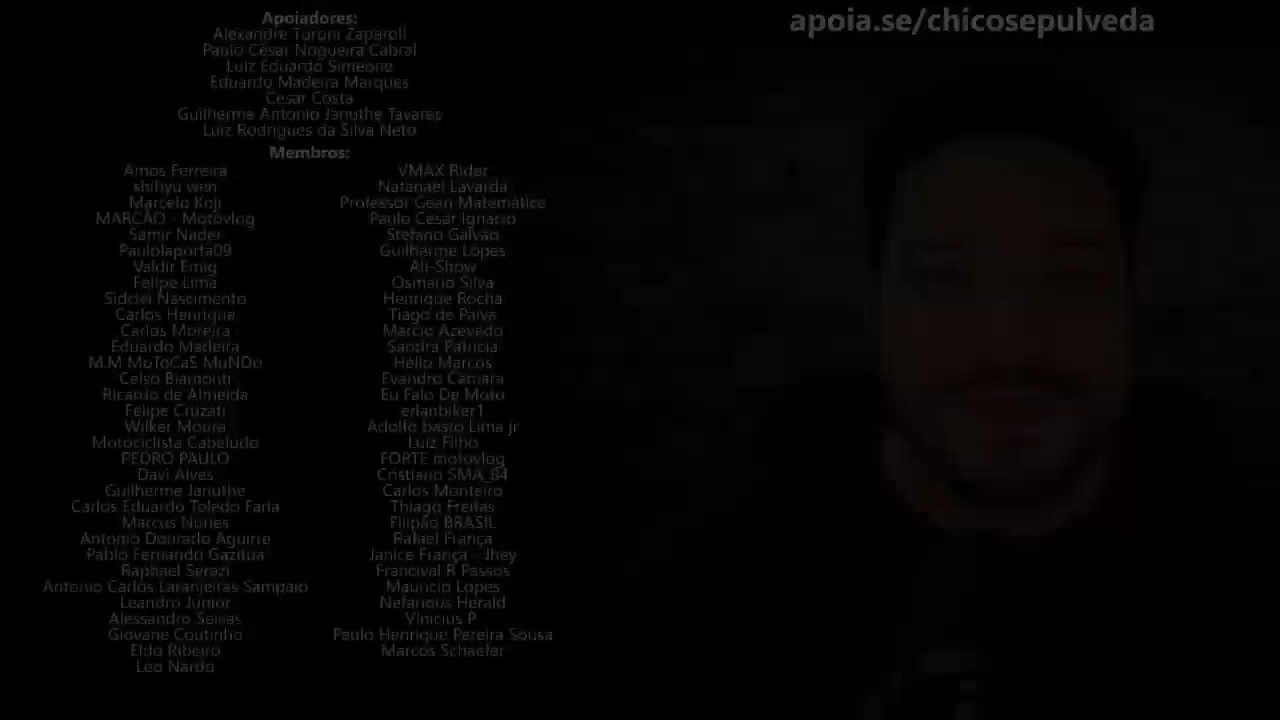 Apoiadores:
Alexandre Turoni Zaparoli
Paulo César Nogueira Cabral
Luiz Eduardo Simeone
Eduardo Madeira Marques
Cesar Costa
Guilherme Antonio Januthe Tavares
Luiz Rodrigues da Silva Neto
Membros:
Amos Ferreira
shihyu wen
Marcelo Koji
MARCÃO - Motovlog
Samir Nader
Paulolaporta09
Valdir Emig
Felipe Lima
Sidclei Nascimento
Carlos Henrique
Carlos Moreira
Eduardo Madeira
M.M MoToCaS MuNDo
Celso Biamonti
Ricardo de Almeida
Felipe Cruzati
Wilker Moura
Motociclista Cabeludo
PEDRO PAULO
Davi Alves
Guilherme Januthe
Carlos Eduardo Toledo Faria
Marcus Nunes
Antonio Dourado Aguirre
Pablo Fernando Gazitua
Raphael Serazi
Antonio Carlos Laranjeiras Sampaio
Leandro Junior
Alessandro Seiras
Giovane Coutinho
Eldo Ribeiro
Leo Nardo
VMAX Rider
Natanael Lavarda
Professor Gean Matemática
Paulo Cesar Ignacio
Stefano Galvão
Guilherme Lopes
Ali-Show
Osmario Silva
Henrique Rocha
Tiago de Paiva
Marcio Azevedo
Sandra Patricia
Hélio Marcos
Evandro Câmara
Eu Falo De Moto
erlanbiker1
Adolfo basto Lima jr
Luiz Filho
FORTE motovlog
Cristiano SMA_84
Carlos Monteiro
Thiago Freitas
Filipão BRASIL
Rafael França
Janice França - Jhey
Francival R Passos
Mauricio Lopes
Nefarious Herald
Vinicius P
Paulo Henrique Pereira Sousa
Marcos Schaefer
apoia.se/chicosepulveda